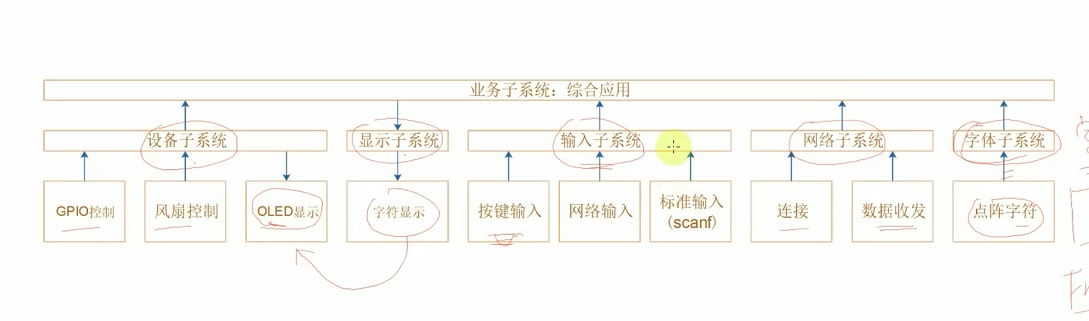 业务子系统：综合应用
设备子系统
显示子系统
输入子系统
网络子系统
字体子系统
GPIO控制
风扇控制
OLED显示
字符显示
按键输入
网络输入
标准输入
(scanf)
连接
数据收发
点阵字符